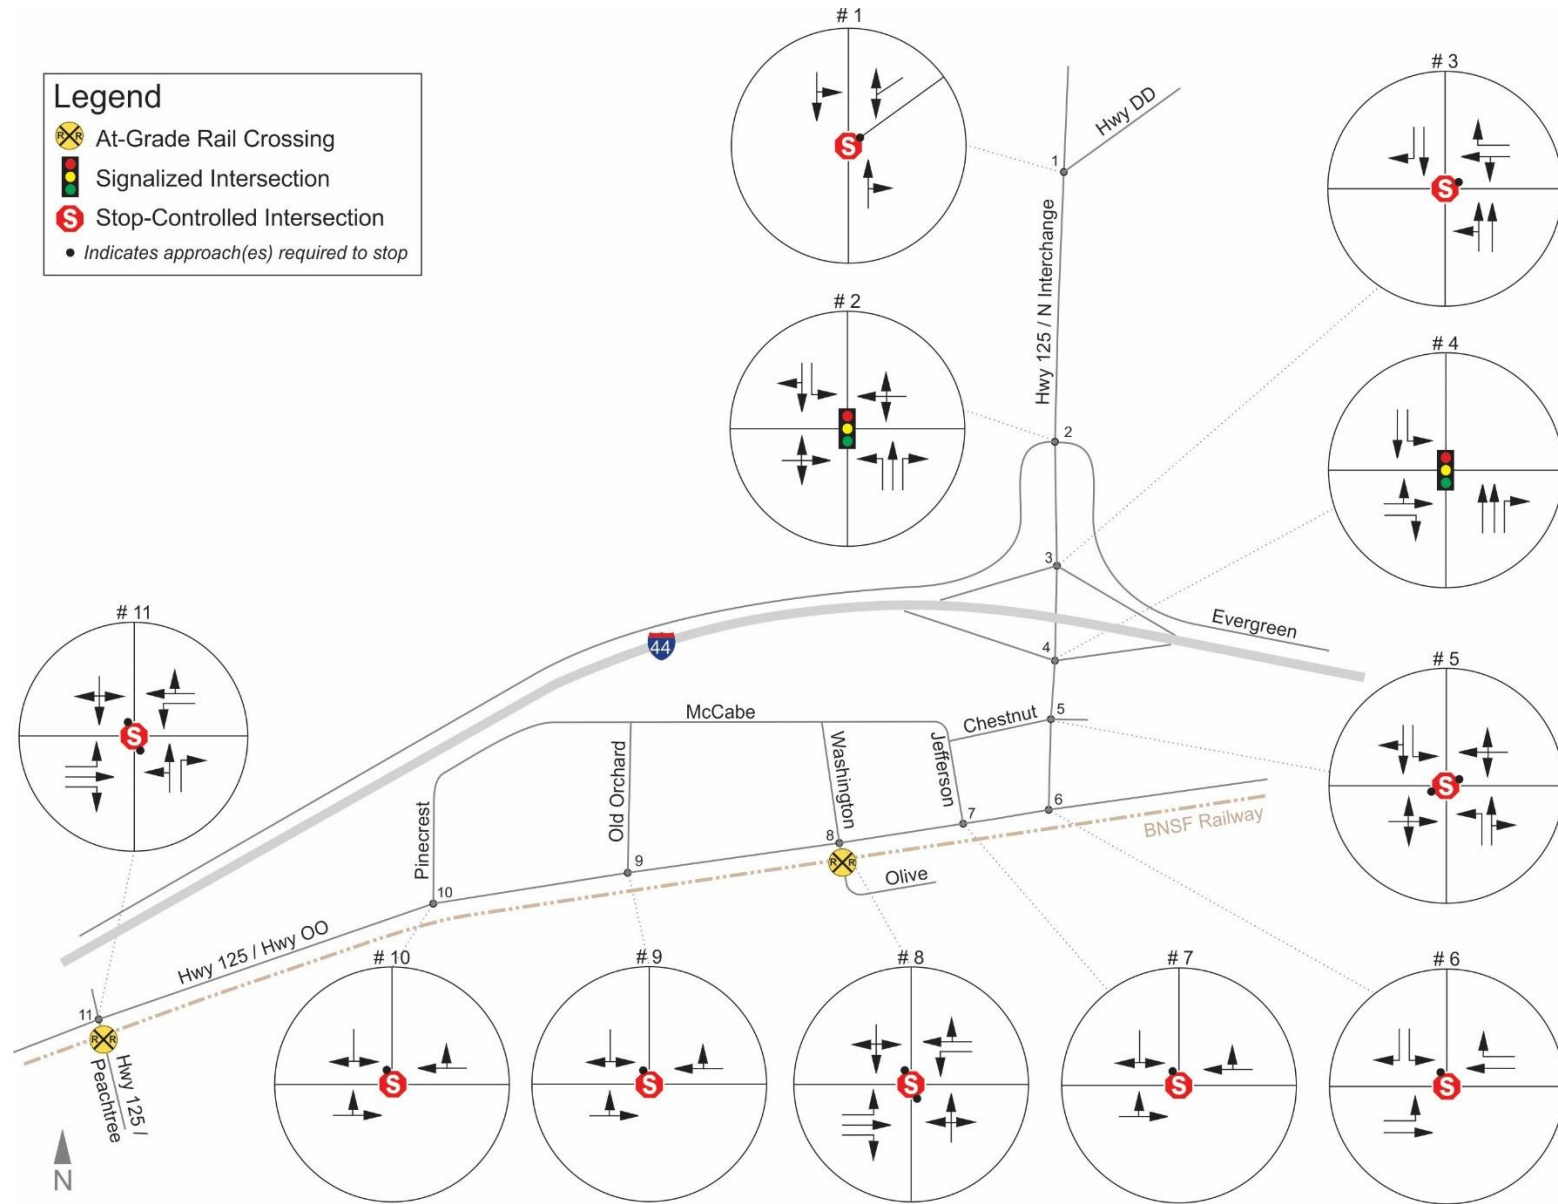 # 1
Legend
R R At-Grade Rail Crossing
Signalized Intersection
S Stop-Controlled Intersection
• Indicates approach(es) required to stop
# 3
Hwy DD
1
S
S
Hwy 125 / N Interchange
# 2
# 4
2
3
# 11
Evergreen
44
4
# 5
McCabe
Chestnut
5
S
Old Orchard
Washington
Jefferson
S
Pinecrest
6
BNSF Railway
7
8
R R
9
Olive
10
Hwy 125 / Hwy OO
# 10
# 9
# 8
# 7
# 6
11
R R
Hwy 125 /
Peachtree
S
S
S
S
S
N